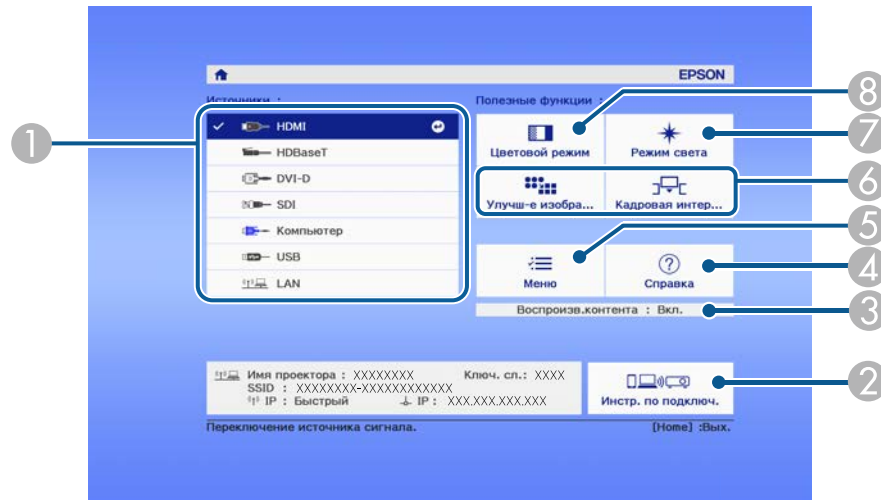 EPSON
Источники :
Полезные функции :
HDMI
HDBaseT
DVI-D
SDI
Компьютер
USB
LAN
Цветовой режим
Режим света
Улучш-е изобра...
Кадровая интер...
Меню
Справка
Воспроизв.контента : Вкл.
Имя проектора : XXXXXXXX Ключ. сл.: XXXX
SSID : XXXXXXXX-XXXXXXXXXXXX
IP : Быстрый IP : XXX.XXX.XXX.XXX
Инстр. по подключ.
Переключение источника сигнала. [Home] :Вых.
1
8
7
6
5
4
3
2